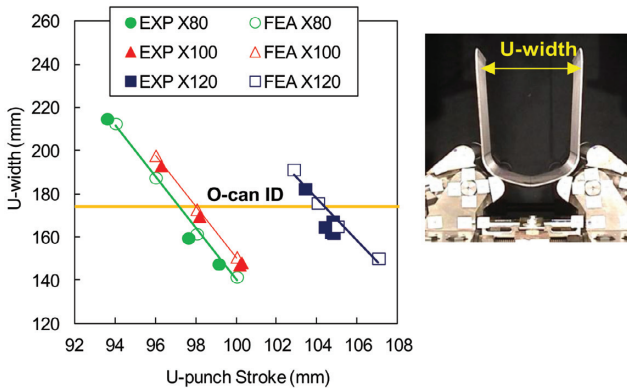 EXP X80 FEA X80
EXP X100 FEA X100
EXP X120 FEA X120
U-width (mm)
260
240
220
200
180
160
140
120
O-can ID
92 94 96 98 100 102 104 106 108
U-punch Stroke (mm)
U-width